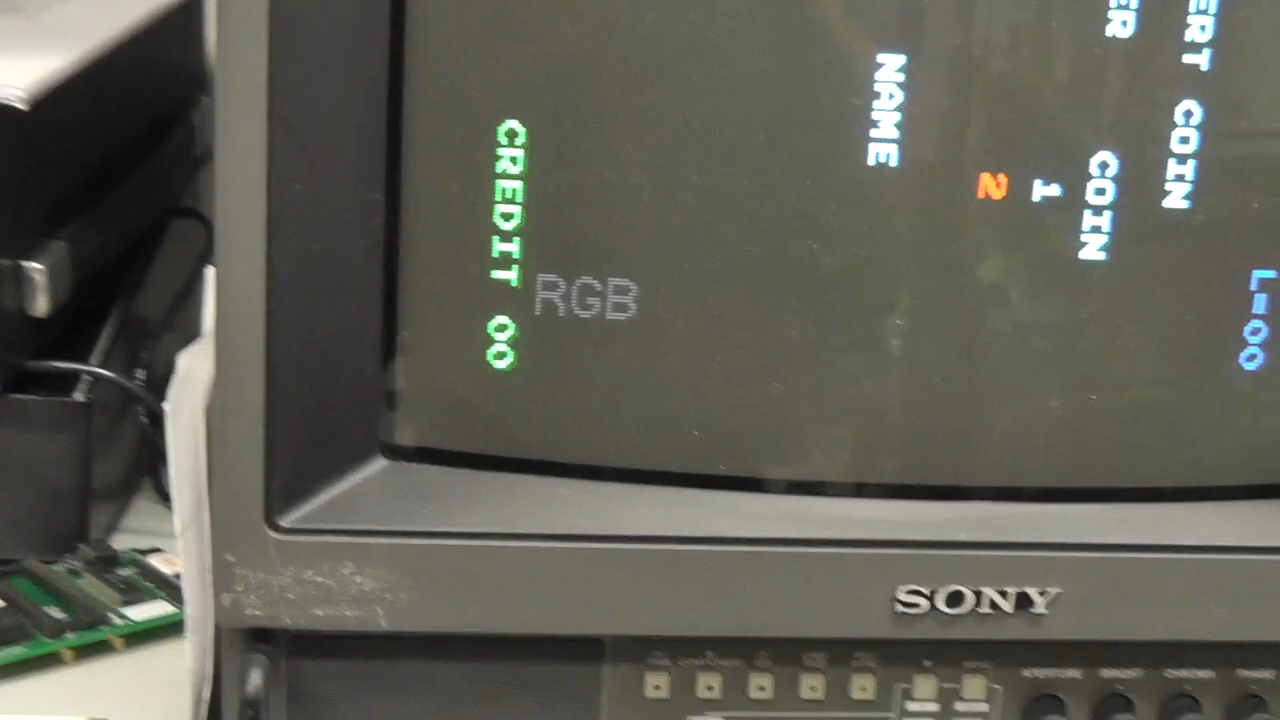 ERT COIN
ER COIN
1
2
NAME
L=00
CREDIT 00
RGB
SONY